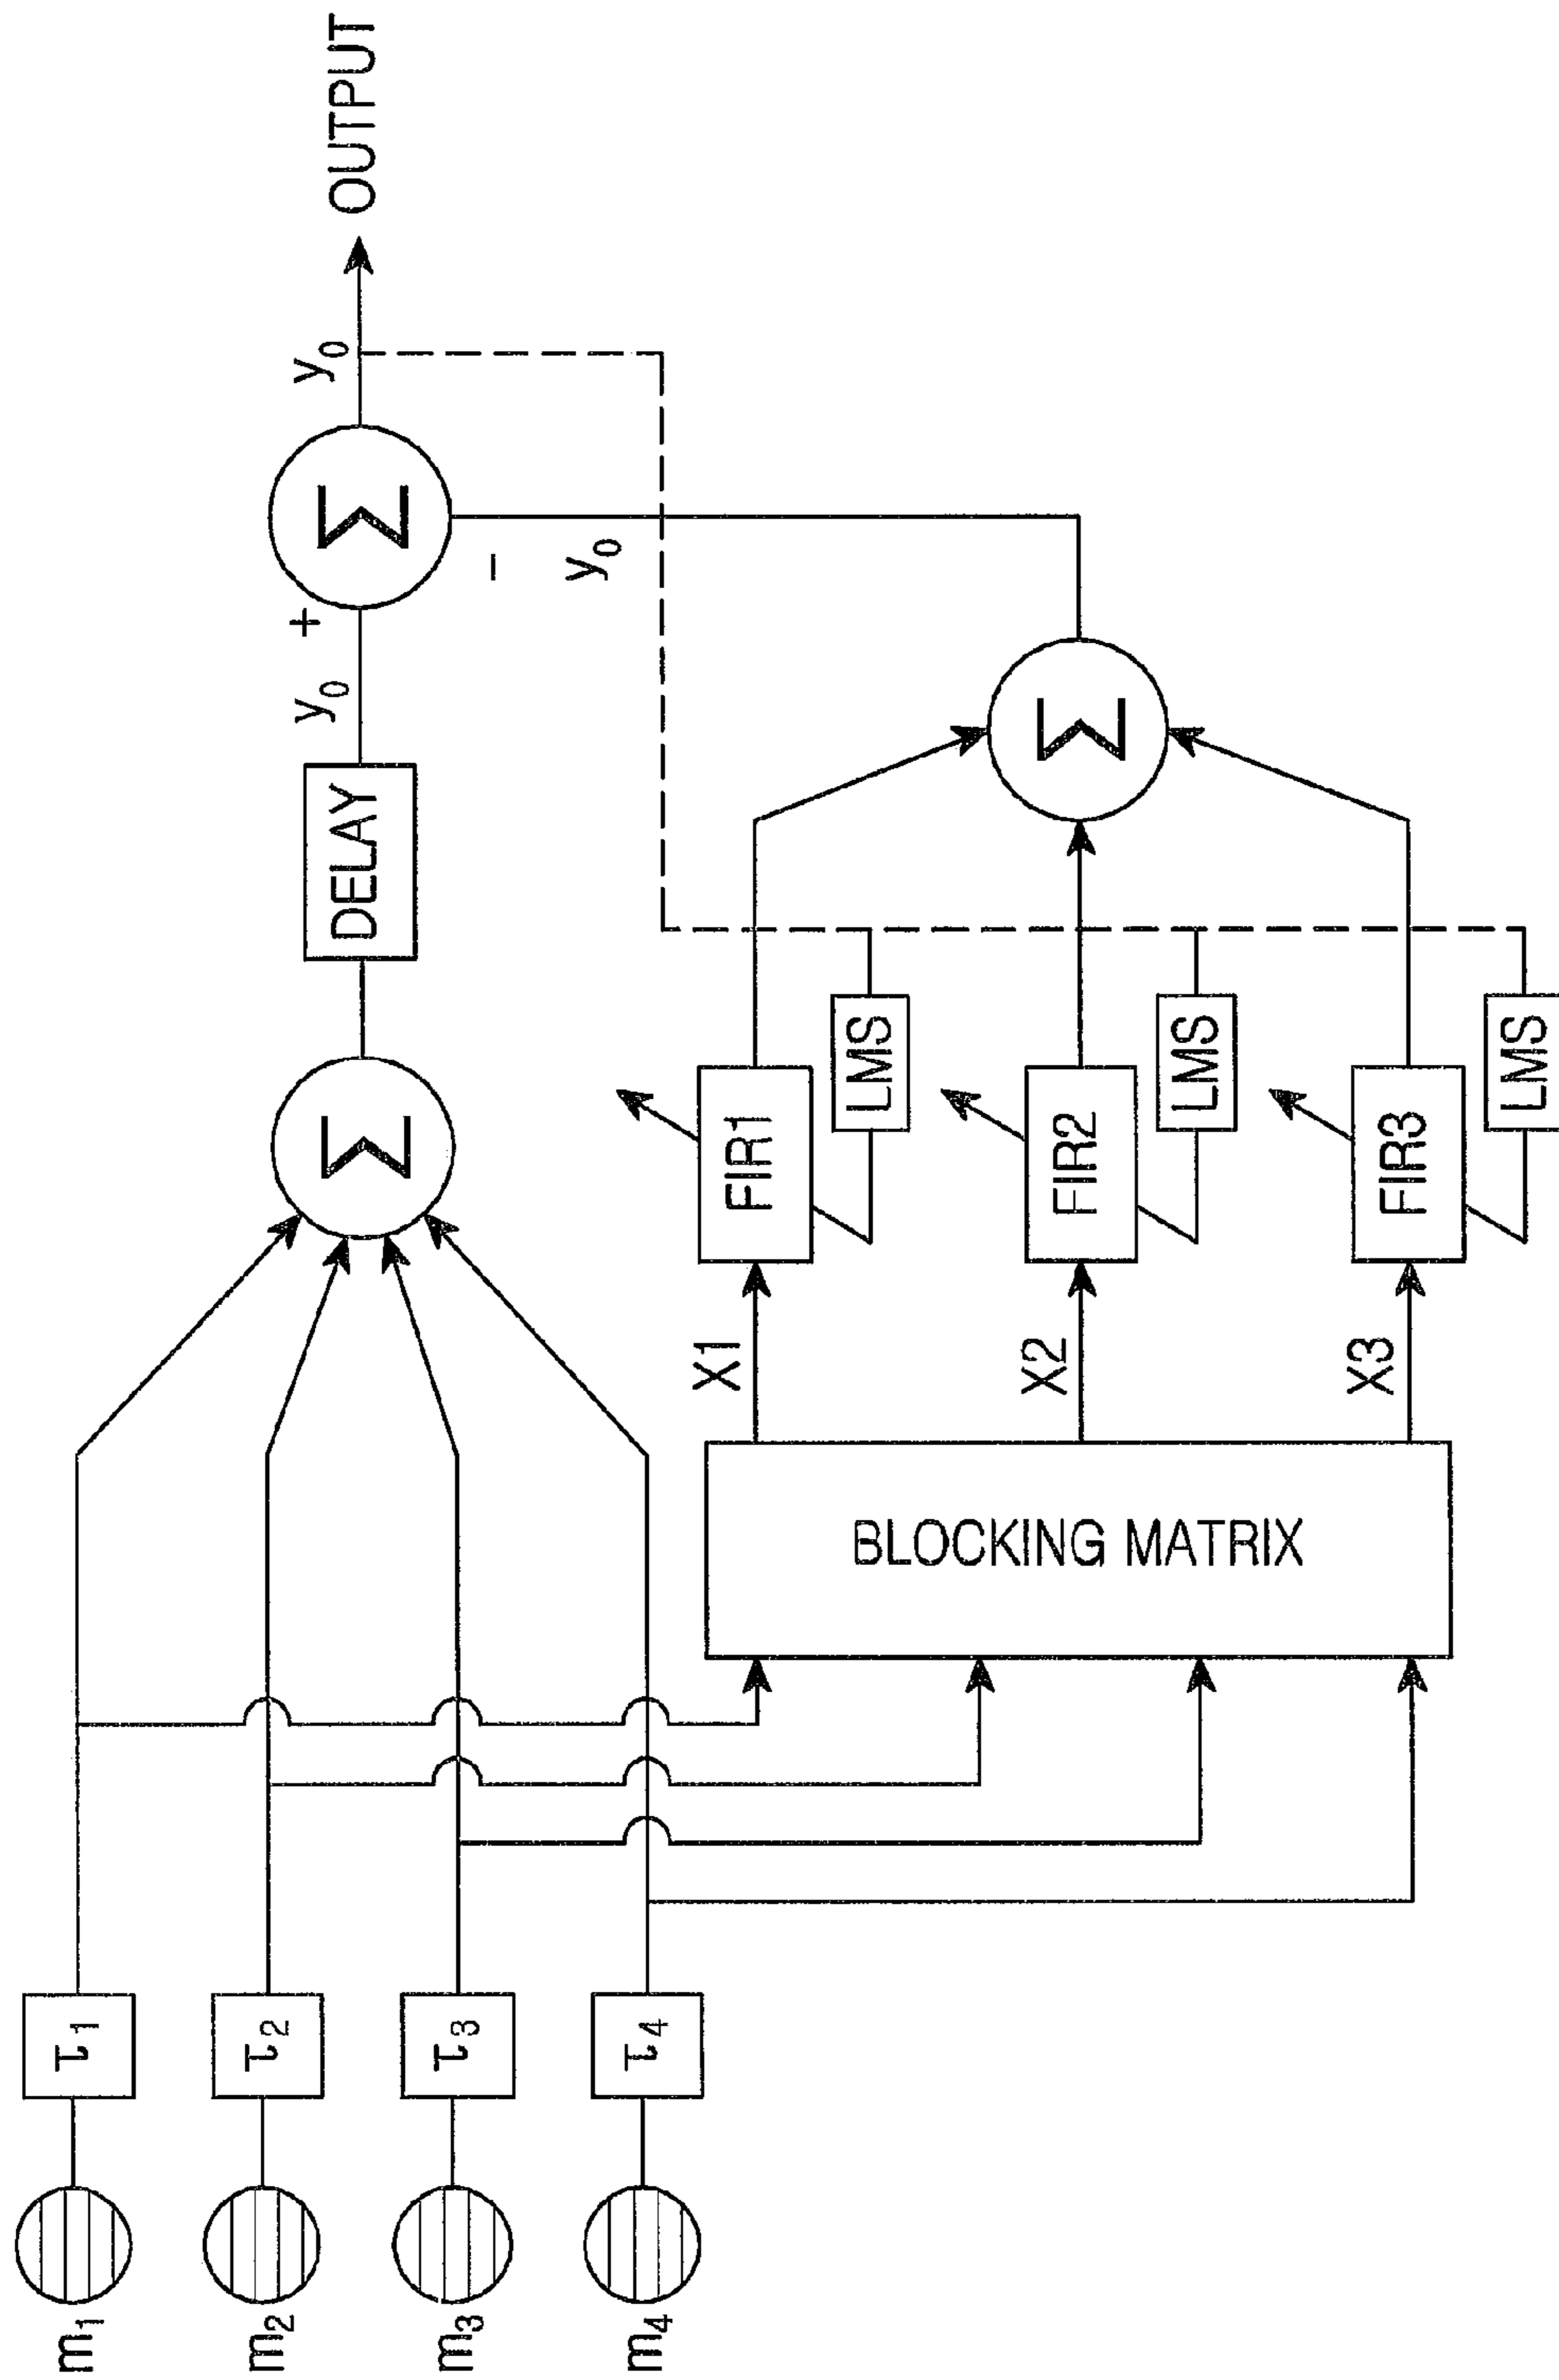 m1
m2
m3
m4
τ1
τ2
τ3
τ4
Σ
DELAY
y0
+
Σ
y0
OUTPUT
−
y0
BLOCKING MATRIX
X1
X2
X3
FIR1
LMS
FIR2
LMS
FIR3
LMS
Σ